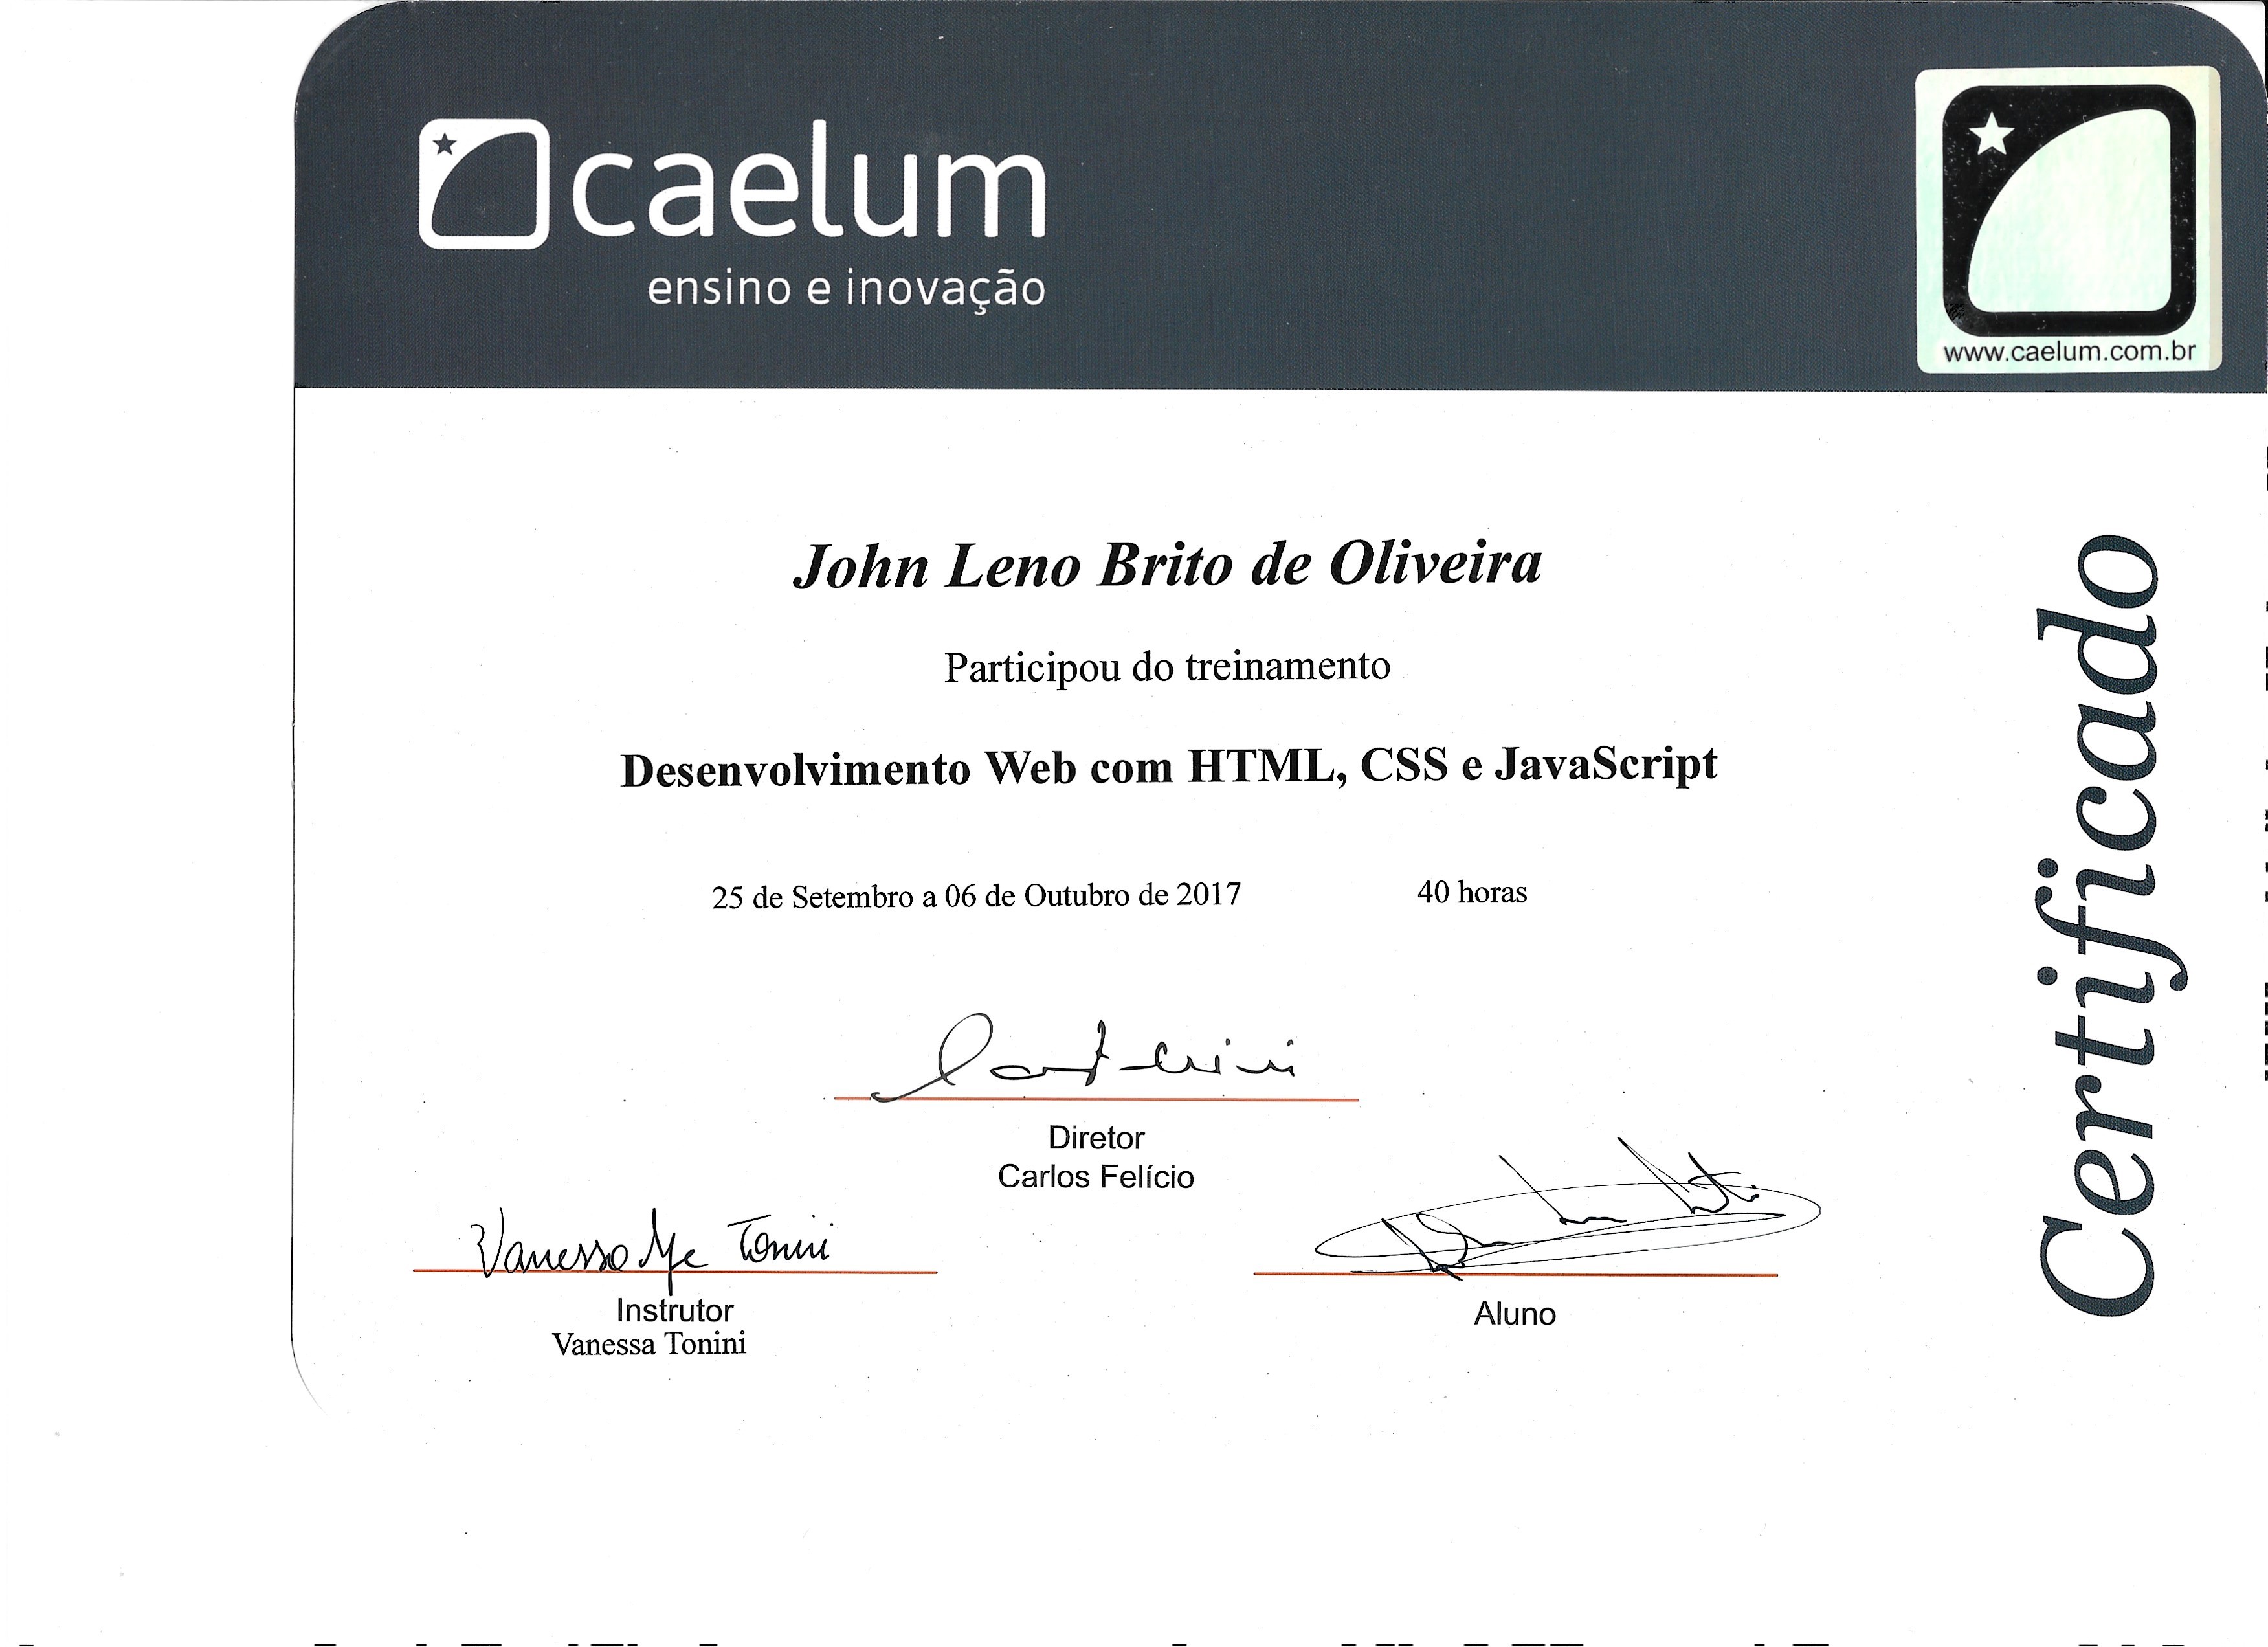 caelum
ensino e inovação
www.caelum.com.br
Certificado
John Leno Brito de Oliveira
Participou do treinamento
Desenvolvimento Web com HTML, CSS e JavaScript
25 de Setembro a 06 de Outubro de 2017 40 horas
Diretor
Carlos Felício
Vanessa Tonini
Instrutor
Vanessa Tonini
Aluno